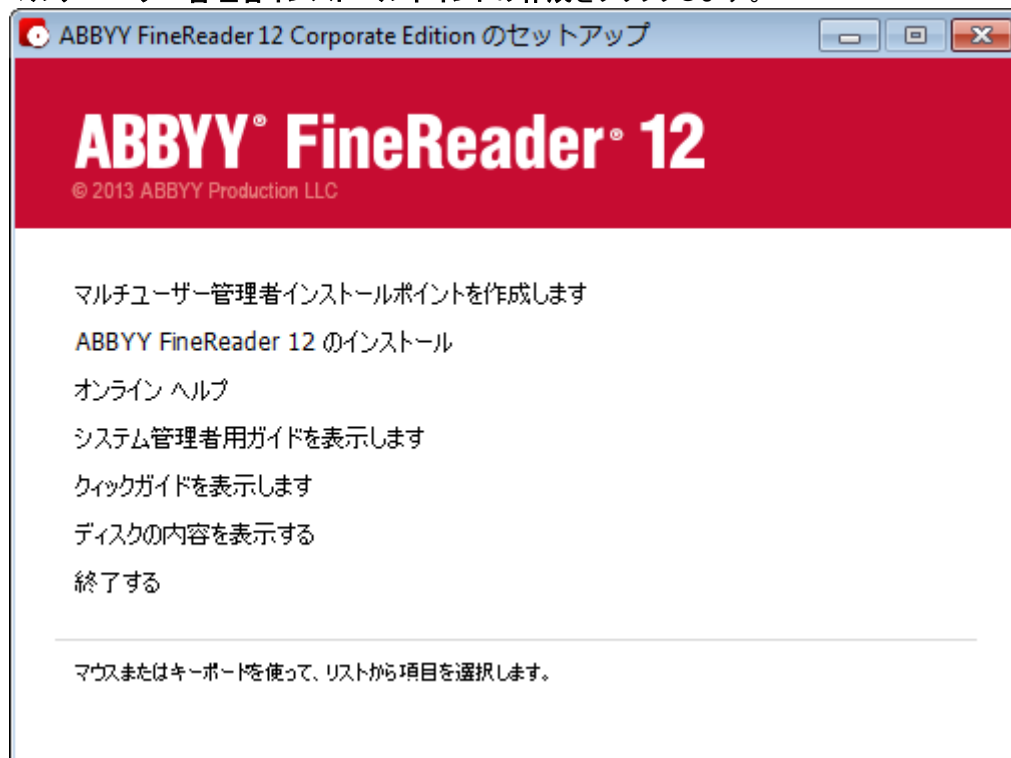 ABBYY FineReader 12 Corporate Edition のセットアップ
ABBYY® FineReader® 12
© 2013 ABBYY Production LLC
マルチユーザー管理者インストールポイントを作成します
ABBYY FineReader 12 のインストール
オンライン ヘルプ
システム管理者用ガイドを表示します
クィックガイドを表示します
ディスクの内容を表示する
終了する
マウスまたはキーボードを使って、リストから項目を選択します。